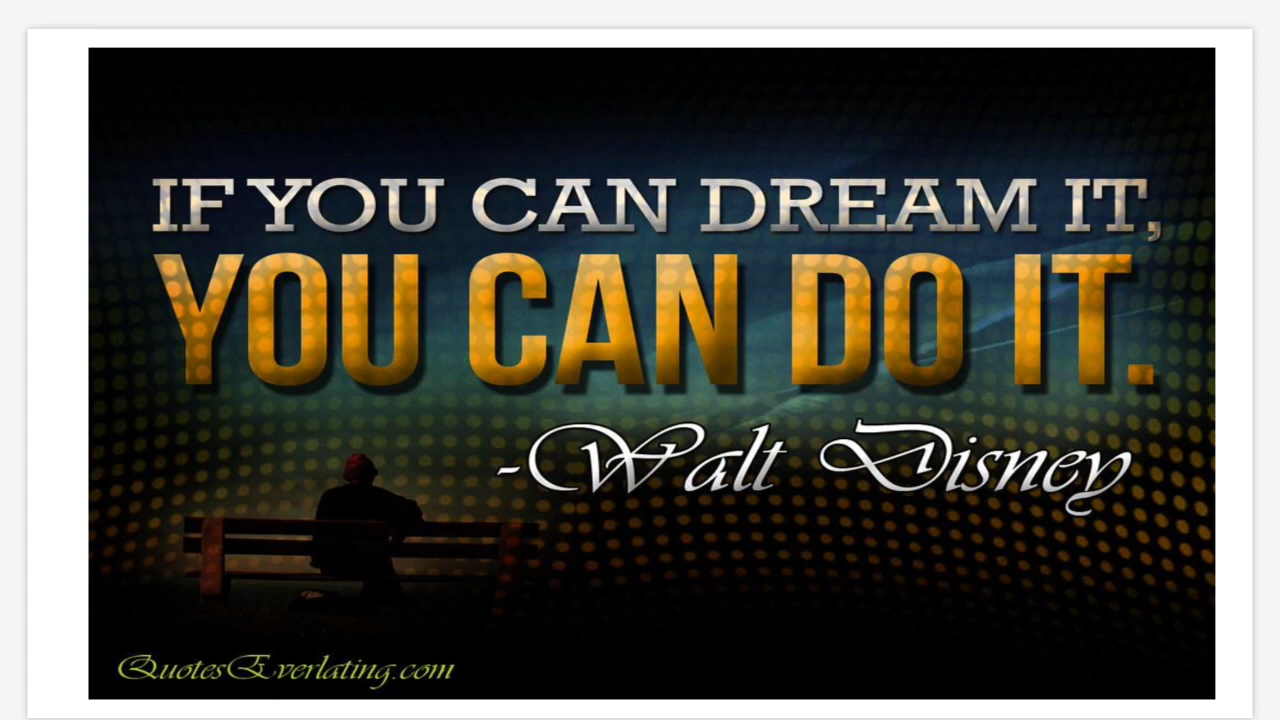 IF YOU CAN DREAM IT,
YOU CAN DO IT.
-Walt Disney
QuotesEverlating.com